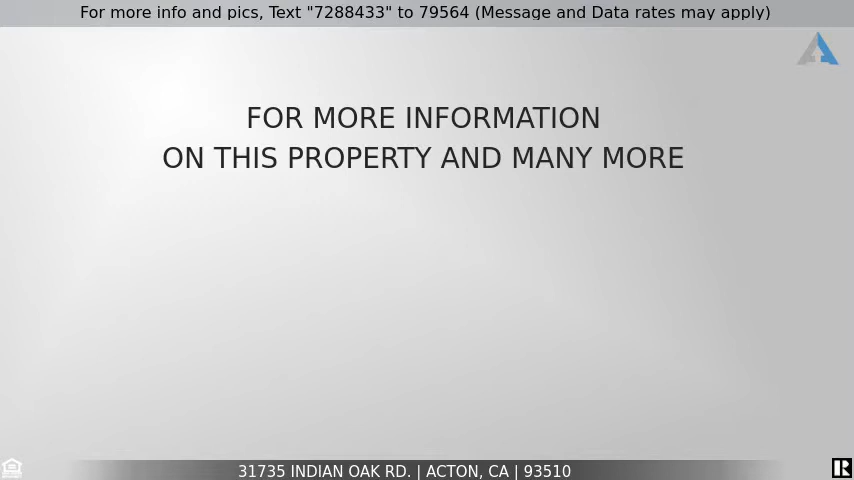 For more info and pics, Text "7288433" to 79564 (Message and Data rates may apply)
FOR MORE INFORMATION
ON THIS PROPERTY AND MANY MORE
31735 INDIAN OAK RD. | ACTON, CA | 93510